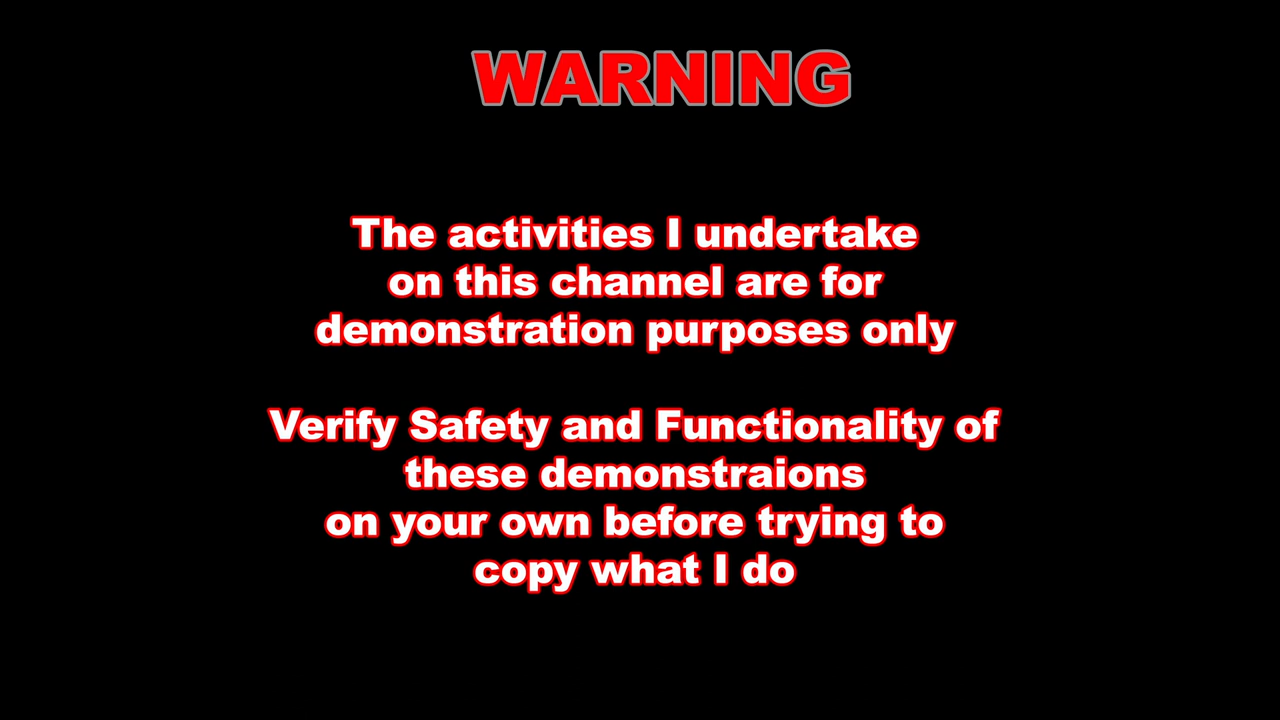 WARNING
The activities I undertake
on this channel are for
demonstration purposes only
Verify Safety and Functionality of
these demonstraions
on your own before trying to
copy what I do